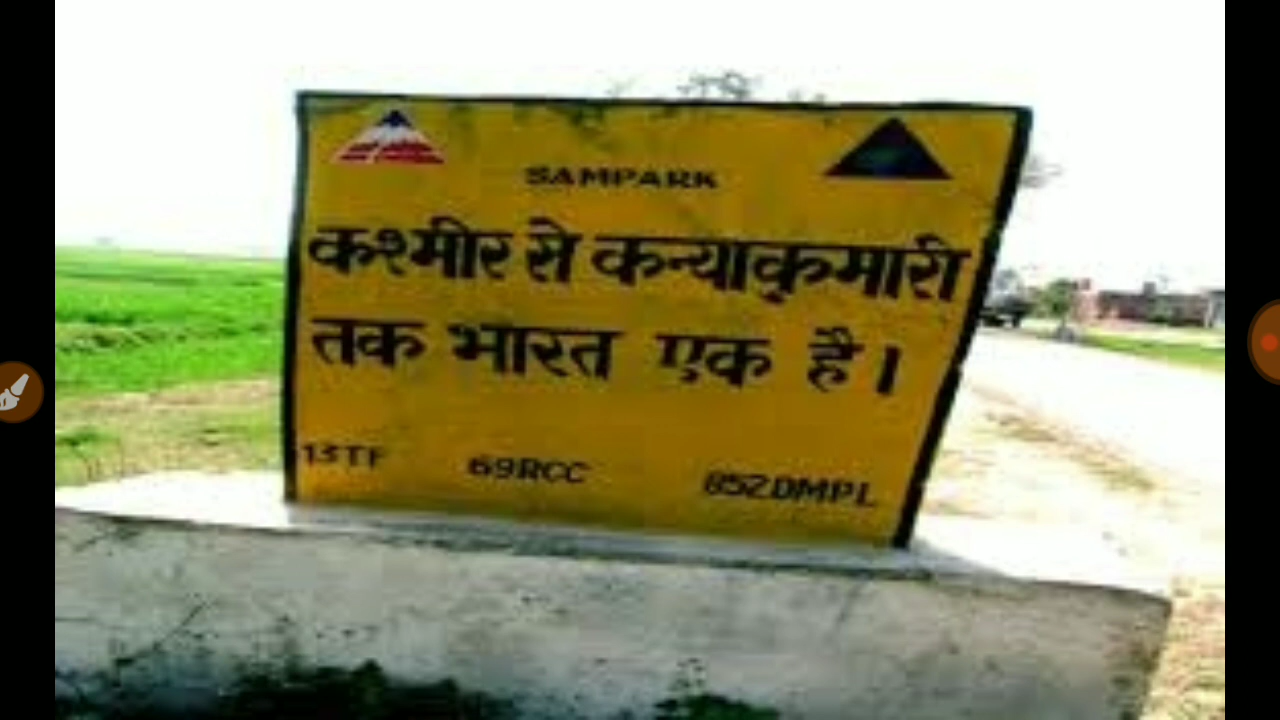 SAMPARK
कश्मीर से कन्याकुमारी
तक भारत एक है।
13TF 69RCC 852DMPL